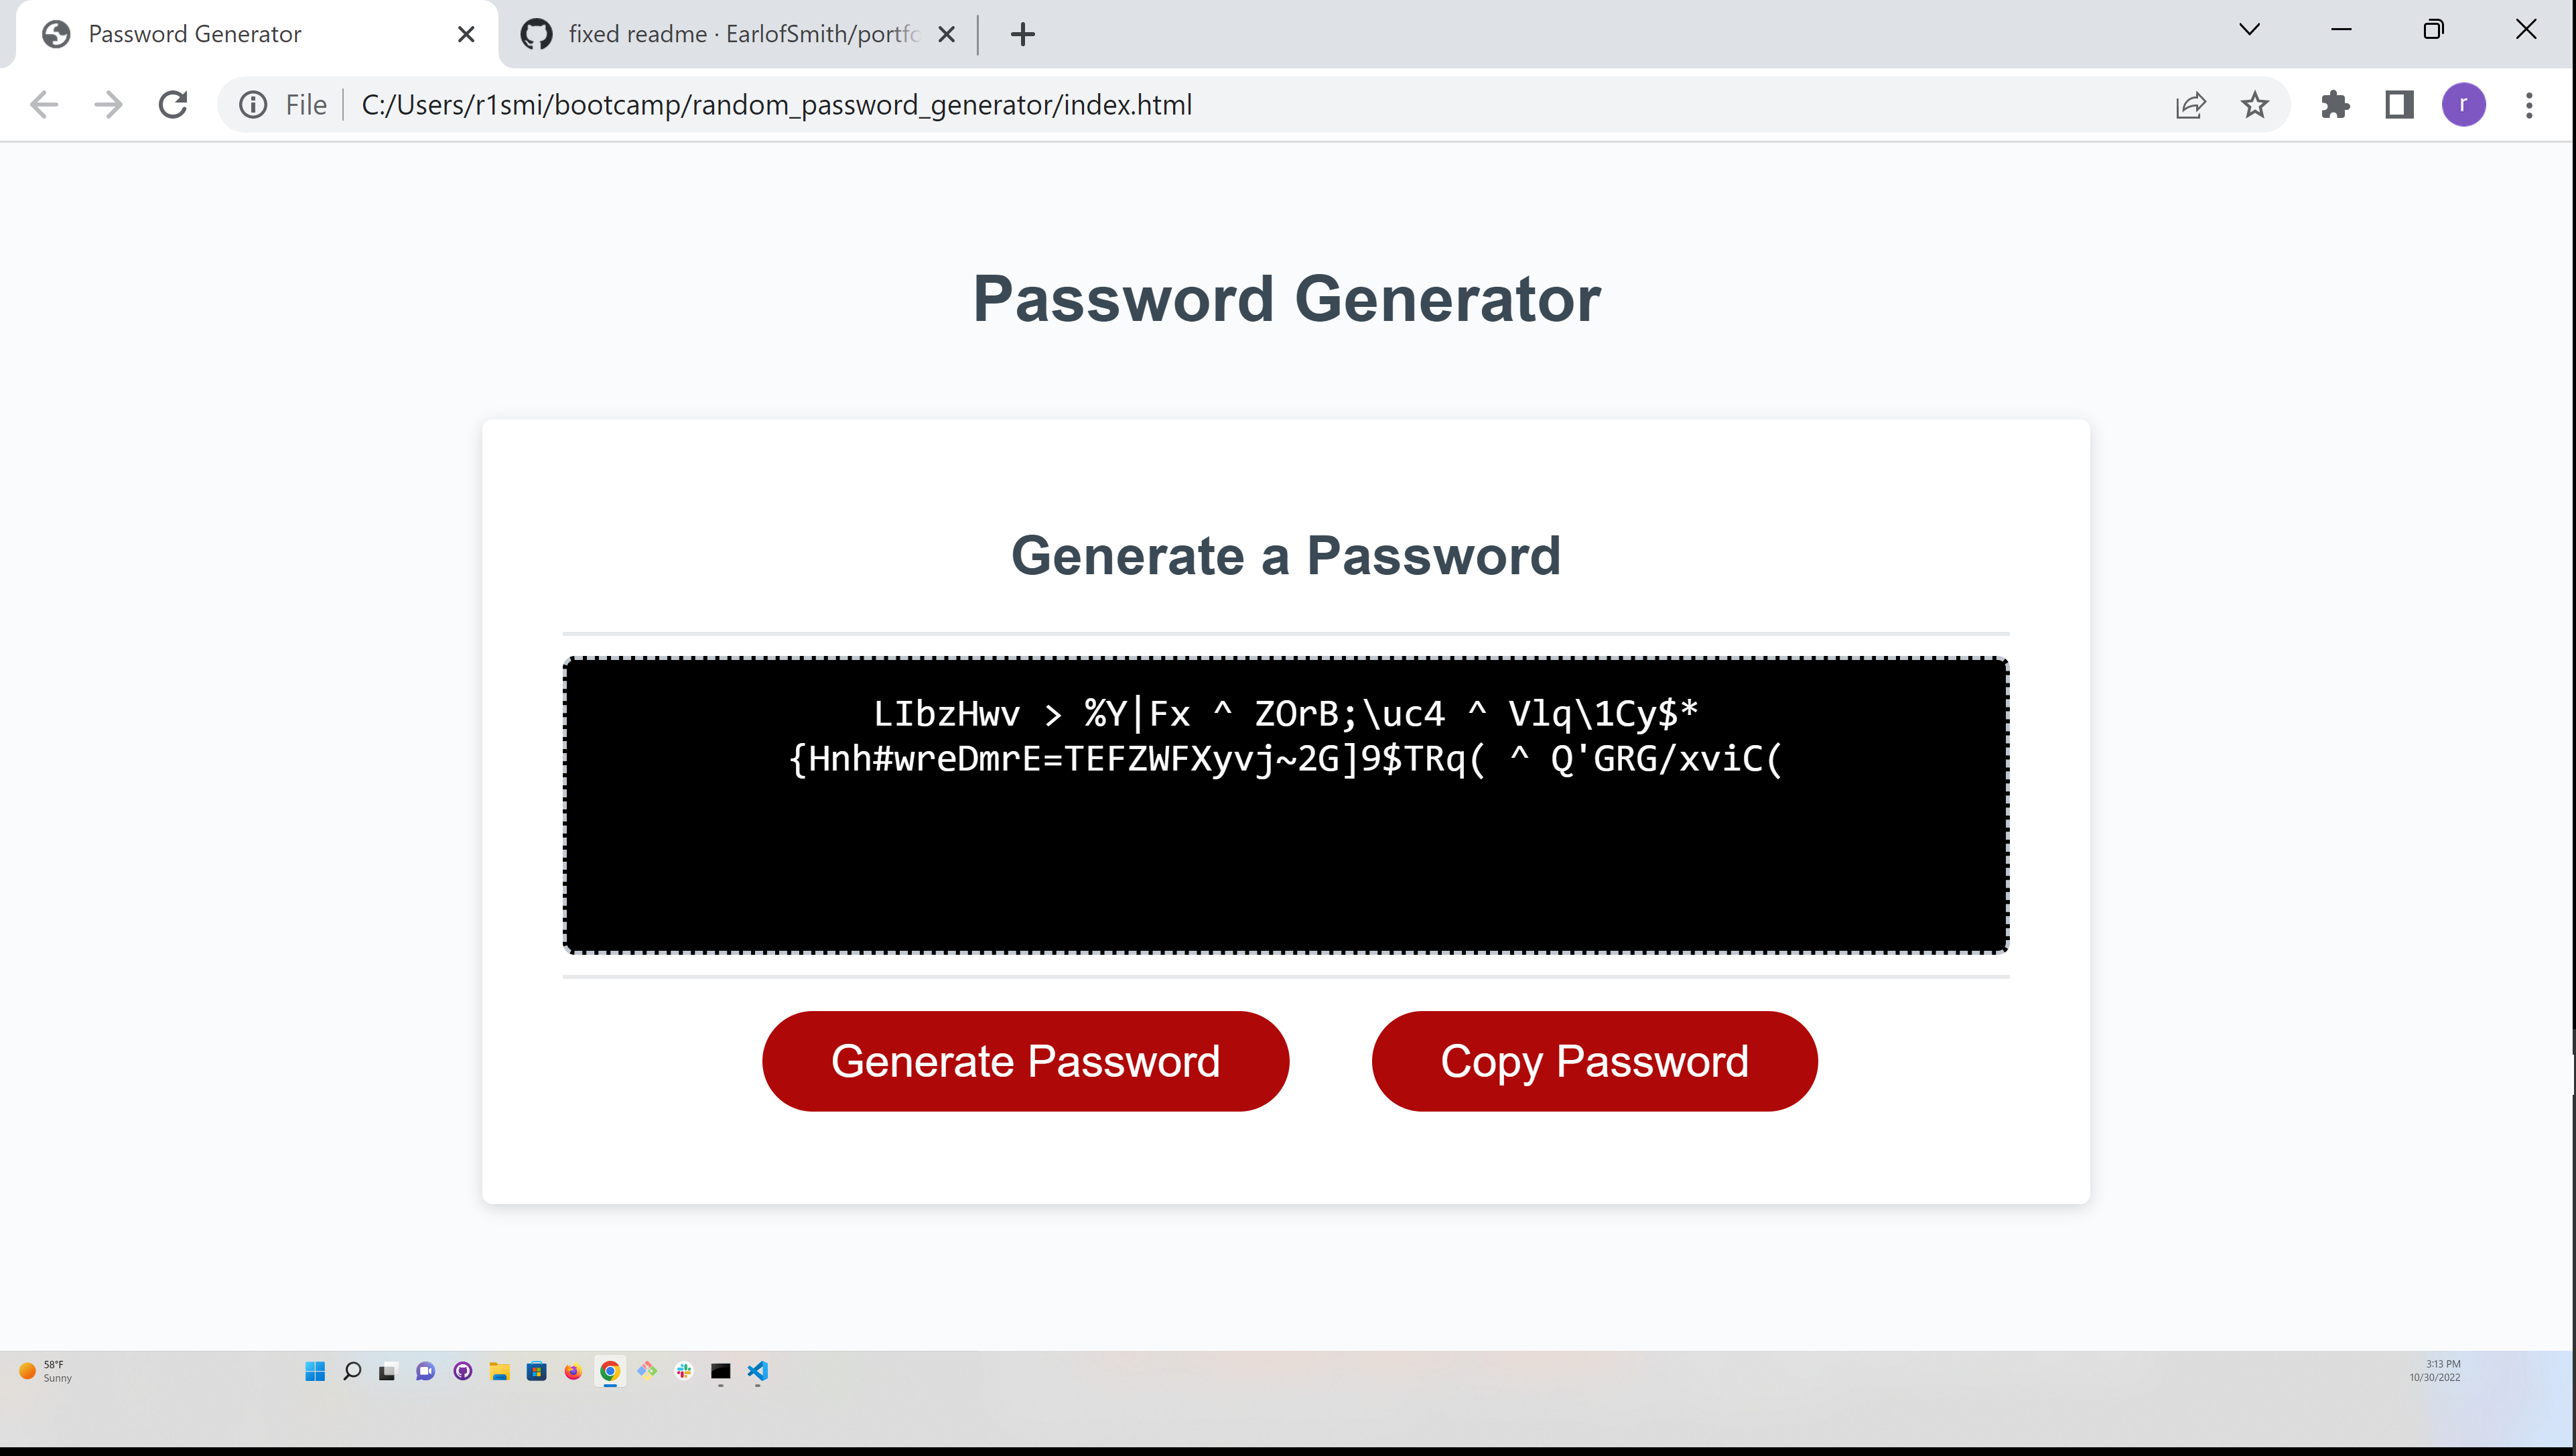 Password Generator
fixed readme · EarlofSmith/portfo
File
C:/Users/r1smi/bootcamp/random_password_generator/index.html
r
Password Generator
Generate a Password
LIbzHwv > %Y|Fx ^ ZOrB;\uc4 ^ Vlq\1Cy$*
{Hnh#wreDmrE=TEFZWFXyvj~2G]9$TRq( ^ Q'GRG/xviC(
Generate Password
Copy Password
58°F
Sunny
3:13 PM
10/30/2022